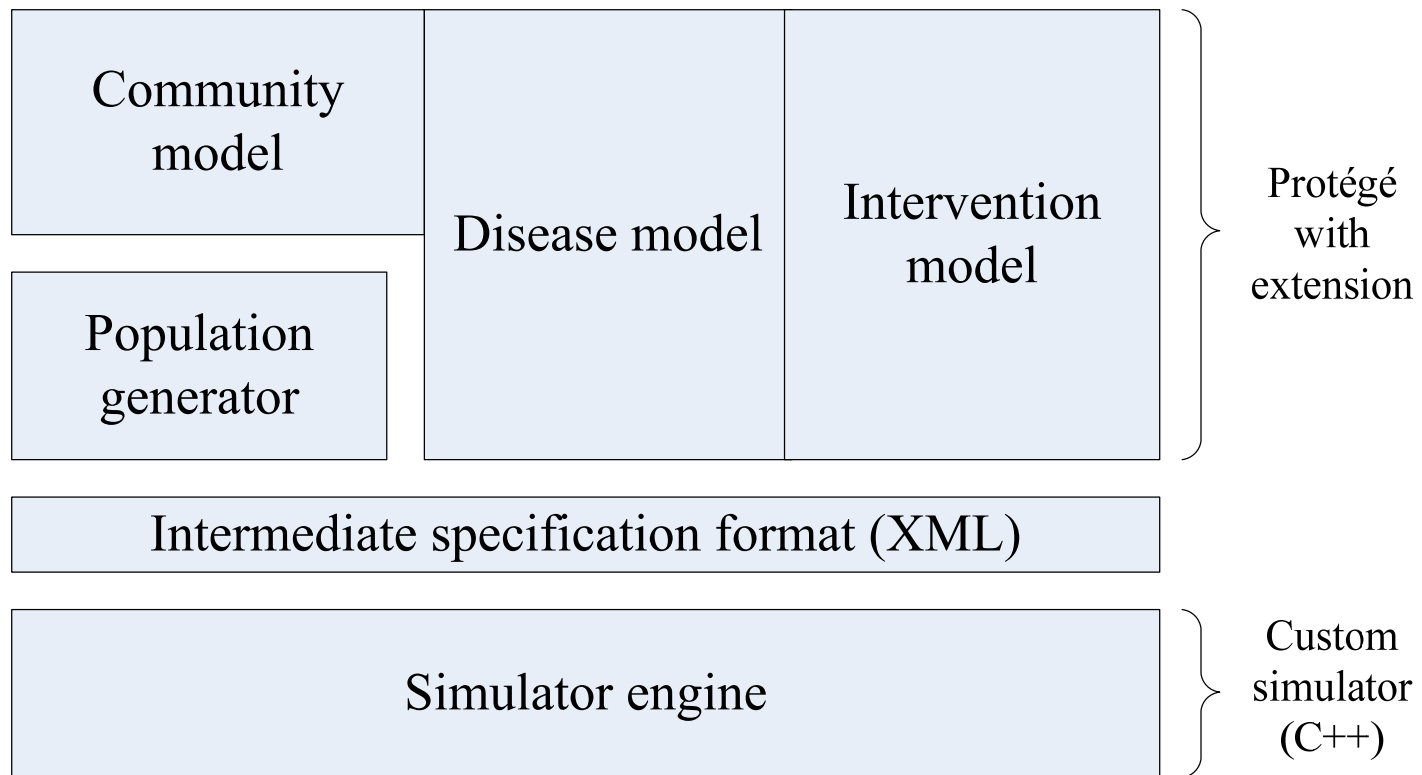 Community
model
Disease model
Intervention
model
Protégé
with
extension
Population
generator
Intermediate specification format (XML)
Simulator engine
Custom
simulator
(C++)